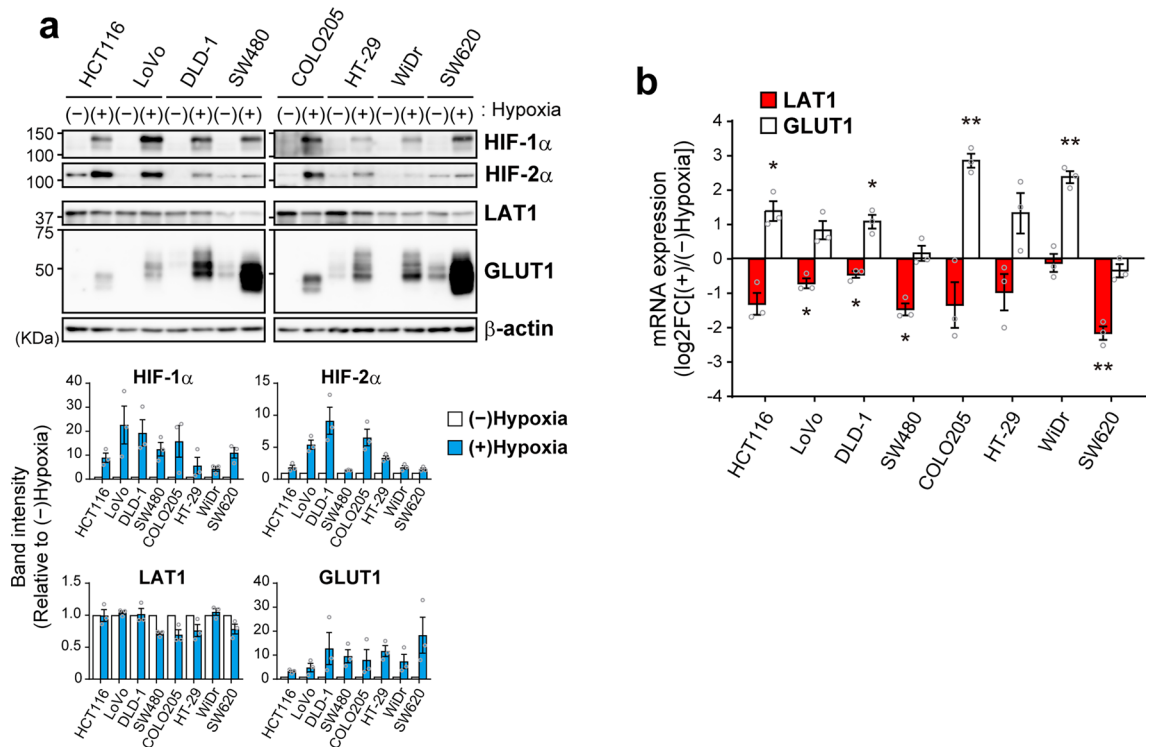 a
HCT116
LoVo
DLD-1
SW480
COLO205
HT-29
WiDr
SW620
(−)(+)(−)(+)(−)(+)(−)(+)
(−)(+)(−)(+)(−)(+)(−)(+)
: Hypoxia
150
100
HIF-1α
100
HIF-2α
37
LAT1
75
50
GLUT1
(KDa)
β-actin
Band intensity
(Relative to (−)Hypoxia)
HIF-1α
40
30
20
10
0
HCT116
LoVo
DLD-1
SW480
COLO205
HT-29
WiDr
SW620
HIF-2α
15
10
5
0
HCT116
LoVo
DLD-1
SW480
COLO205
HT-29
WiDr
SW620
(−)Hypoxia
(+)Hypoxia
LAT1
1.5
1.0
0.5
0
HCT116
LoVo
DLD-1
SW480
COLO205
HT-29
WiDr
SW620
GLUT1
40
30
20
10
0
HCT116
LoVo
DLD-1
SW480
COLO205
HT-29
WiDr
SW620
b
LAT1
GLUT1
mRNA expression
(log2FC[(+)/(−)Hypoxia])
4
3
2
1
0
-1
-2
-3
-4
*
*
*
*
*
**
**
**
HCT116
LoVo
DLD-1
SW480
COLO205
HT-29
WiDr
SW620